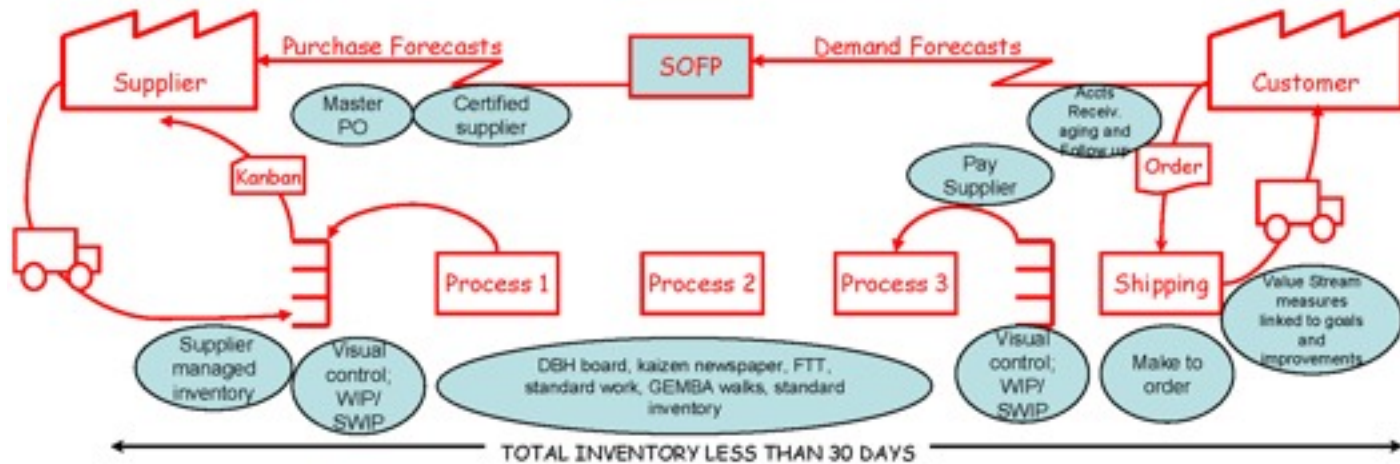 Purchase Forecasts
SOFP
Demand Forecasts
Supplier
Customer
Master
PO
Certified
supplier
Accts
Receiv.
aging and
Follow up
Kanban
Pay
Supplier
Order
Process 1
Process 2
Process 3
Shipping
Supplier
managed
inventory
Visual
control;
WIP/
SWIP
DBH board, kaizen newspaper, FTT,
standard work, GEMBA walks, standard
inventory
Visual
control;
WIP/
SWIP
Make to
order
Value Stream
measures
linked to goals
and
improvements
TOTAL INVENTORY LESS THAN 30 DAYS